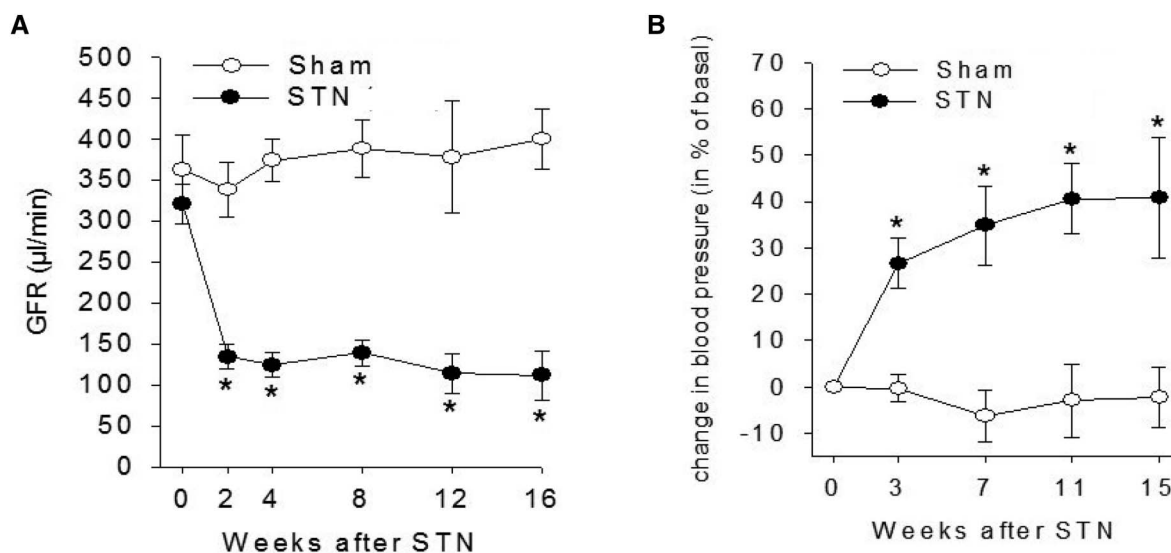 A
GFR (µl/min)
500
450
400
350
300
250
200
150
100
50
0
Sham
STN
*
*
*
*
*
0 2 4 8 12 16
Weeks after STN
B
change in blood pressure (in % of basal)
70
60
50
40
30
20
10
0
-10
Sham
STN
*
*
*
*
0 3 7 11 15
Weeks after STN